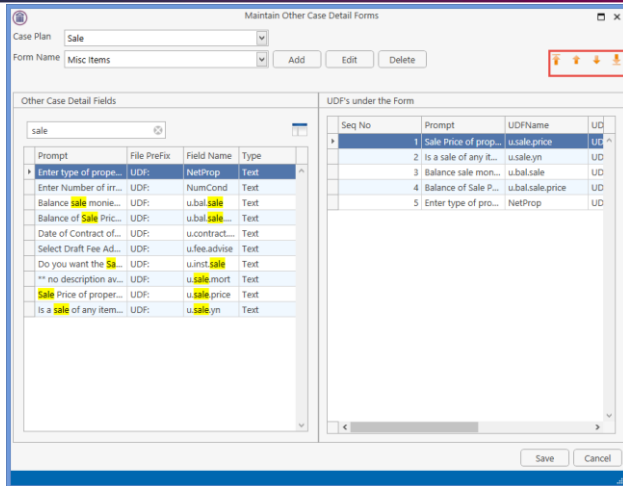 Maintain Other Case Detail Forms
Case Plan Sale
Form Name Misc Items Add Edit Delete
Other Case Detail Fields
sale
Prompt File PreFix Field Name Type
Enter type of prope... UDF: NetProp Text
Enter Number of irr... UDF: NumCond Text
Balance sale monie... UDF: u.bal.sale Text
Balance of Sale Pric... UDF: u.bal.sale.... Text
Date of Contract of... UDF: u.contract.... Text
Select Draft Fee Ad... UDF: u.fee.advise Text
Do you want the Sa... UDF: u.inst.sale Text
** no description av... UDF: u.sale.mort Text
Sale Price of proper... UDF: u.sale.price Text
Is a sale of any item... UDF: u.sale.yn Text
UDF's under the Form
Seq No Prompt UDFName UD
1 Sale Price of prop... u.sale.price UD
2 Is a sale of any it... u.sale.yn UD
3 Balance sale mon... u.bal.sale UD
4 Balance of Sale P... u.bal.sale.price UD
5 Enter type of pro... NetProp UD
Save Cancel